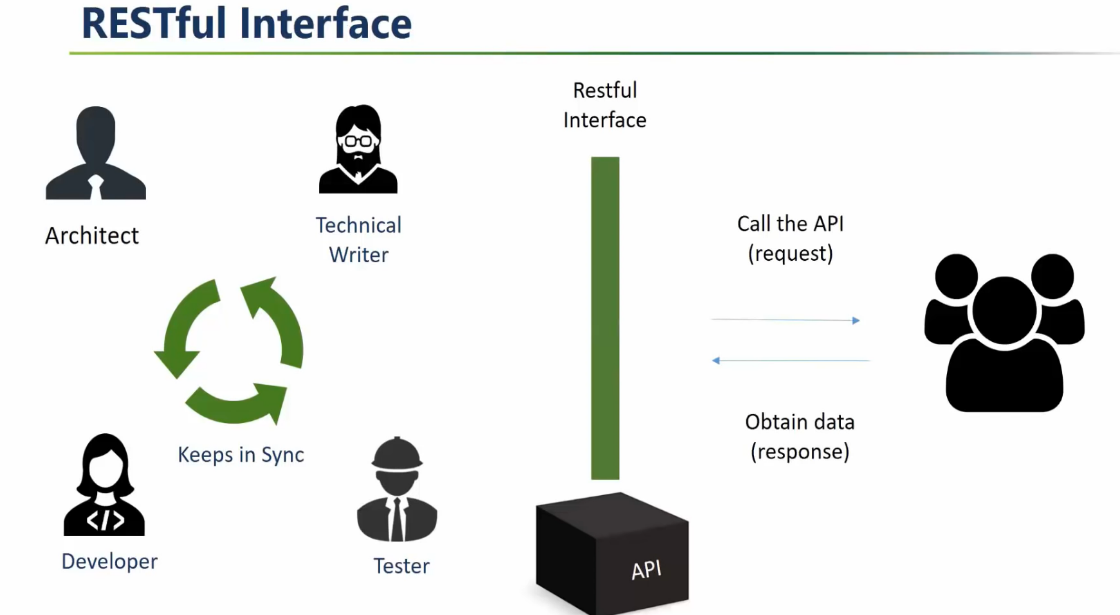 RESTful Interface
Architect
Technical
Writer
Keeps in Sync
Developer
</>
Tester
Restful
Interface
API
Call the API
(request)
Obtain data
(response)